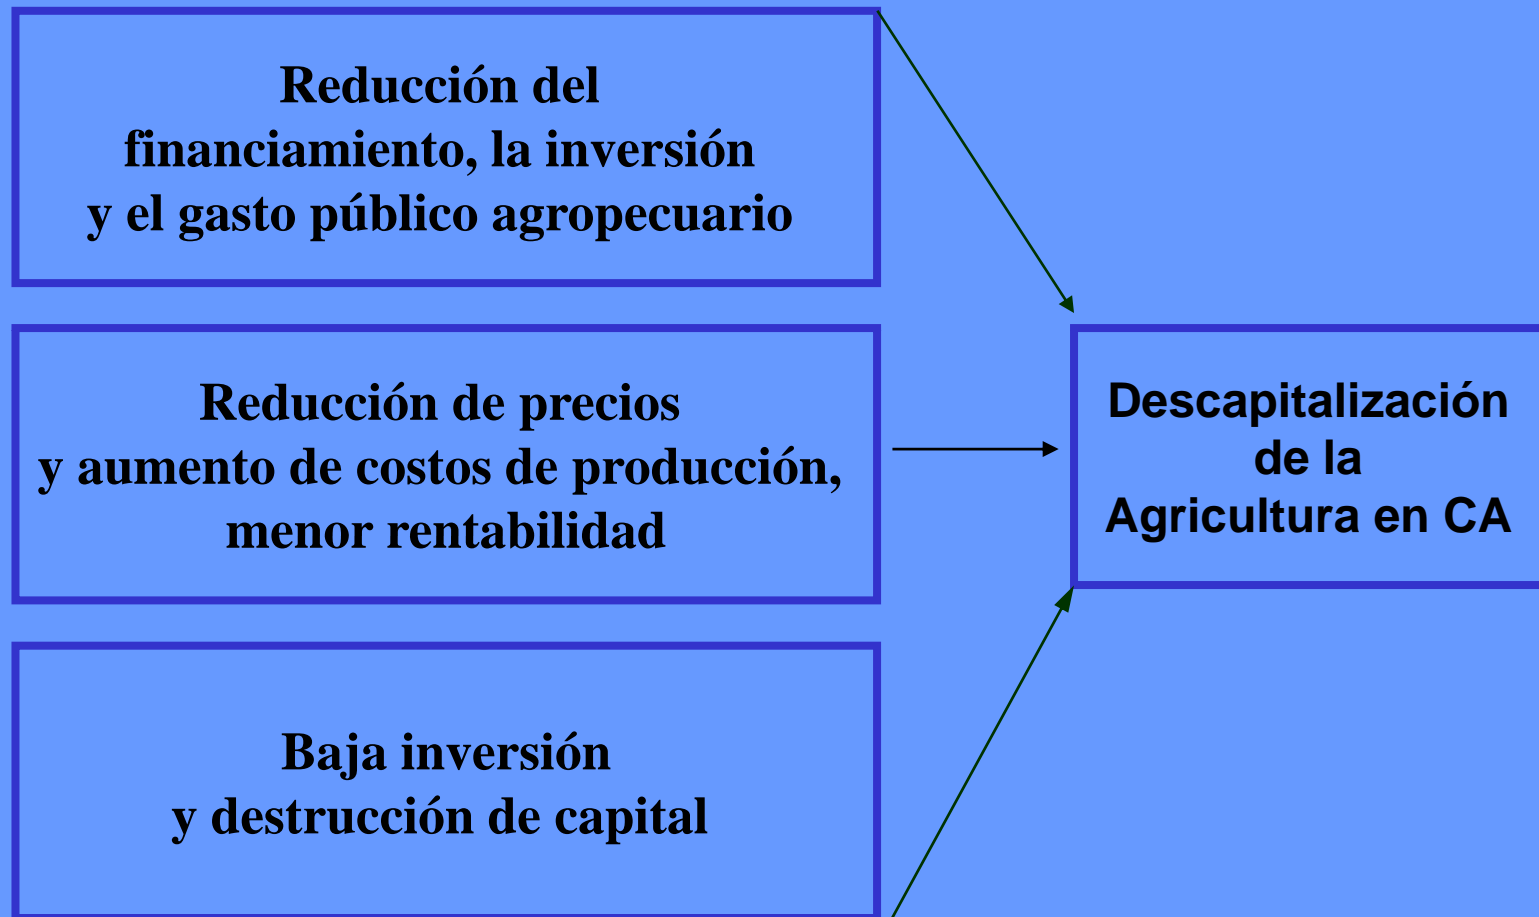 Reducción del
financiamiento, la inversión
y el gasto público agropecuario
Reducción de precios
y aumento de costos de producción,
menor rentabilidad
Baja inversión
y destrucción de capital
Descapitalización
de la
Agricultura en CA